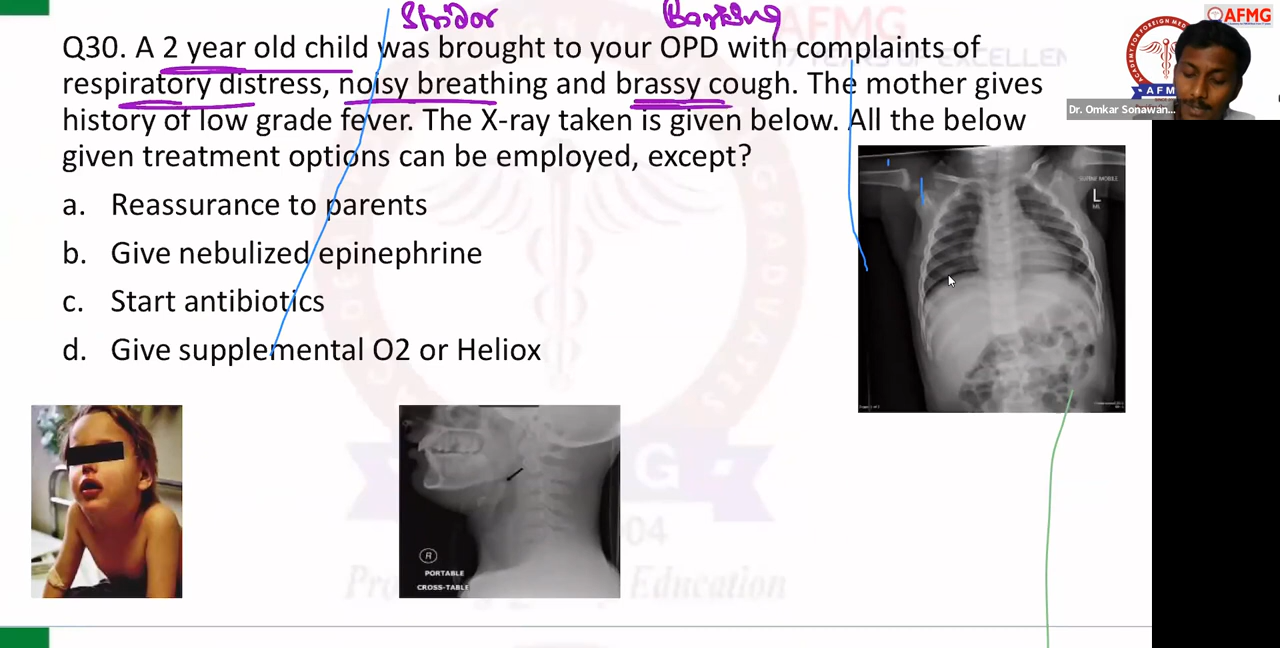 Stridor Barking
Q30. A 2 year old child was brought to your OPD with complaints of
respiratory distress, noisy breathing and brassy cough. The mother gives
history of low grade fever. The X-ray taken is given below. All the below
given treatment options can be employed, except?
a. Reassurance to parents
b. Give nebulized epinephrine
c. Start antibiotics
d. Give supplemental O2 or Heliox
AFMG
AFMG
Dr. Omkar Sonawan...
SUPINE MOBILE
L
R
PORTABLE
CROSS-TABLE